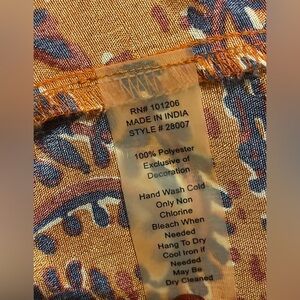 RN# 101206
MADE IN INDIA
STYLE # 28007
100% Polyester
Exclusive of
Decoration
Hand Wash Cold
Only Non
Chlorine
Bleach When
Needed
Hang To Dry
Cool Iron If
Needed
May Be
Dry Cleaned